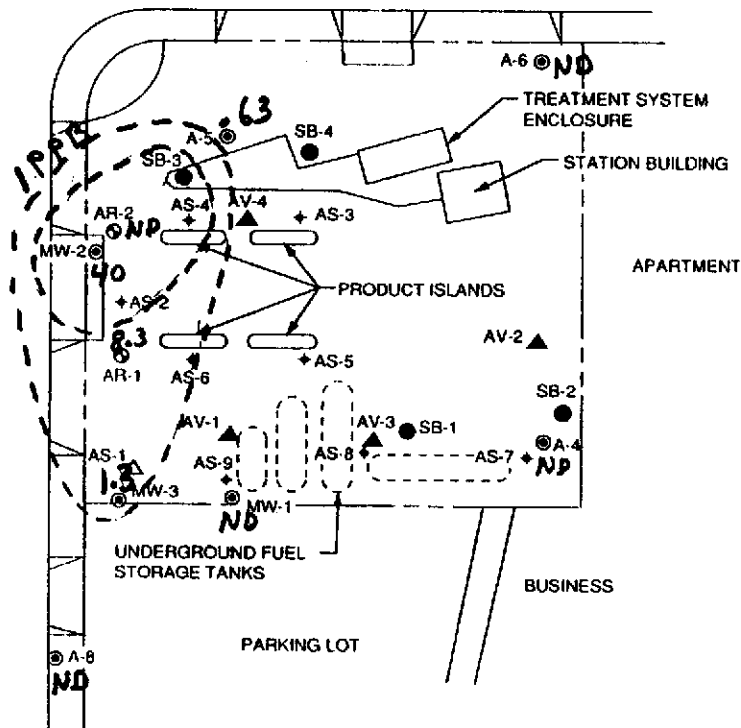 A-6 ND
.63
A-5
SB-4
TREATMENT SYSTEM
ENCLOSURE
1PPB
SB-3
STATION BUILDING
AS-4
AV-4
AS-3
AR-2
ND
MW-2
40
APARTMENT
PRODUCT ISLANDS
AS-2
8.3
AV-2
AR-1
AS-6
AS-5
SB-2
AV-1
AV-3
SB-1
A-4
AS-1
AS-8
AS-7
ND
1.3
AS-9
MW-3
MW-1
ND
UNDERGROUND FUEL
STORAGE TANKS
BUSINESS
PARKING LOT
A-8
ND